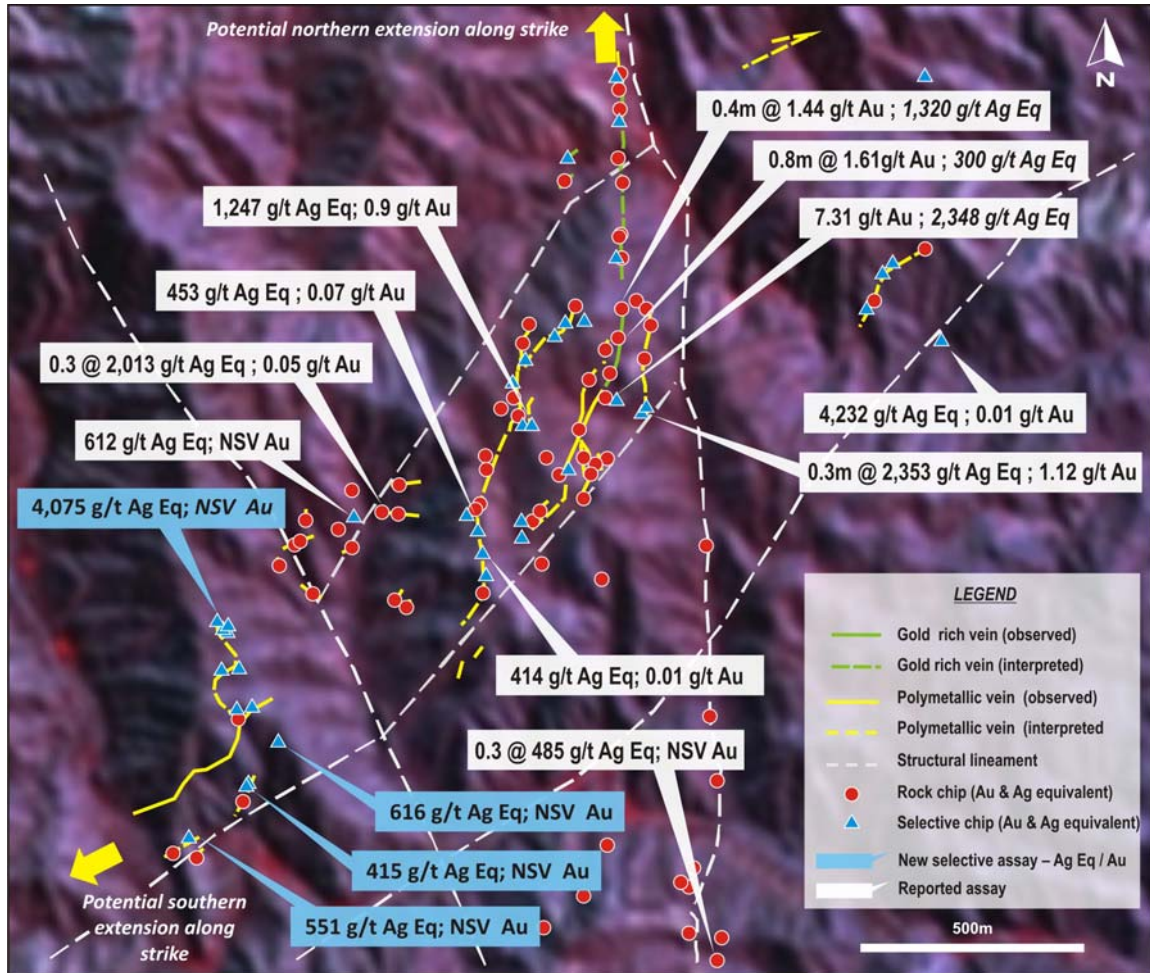 Potential northern extension along strike
N
0.4m @ 1.44 g/t Au ; 1,320 g/t Ag Eq
0.8m @ 1.61g/t Au ; 300 g/t Ag Eq
1,247 g/t Ag Eq; 0.9 g/t Au
7.31 g/t Au ; 2,348 g/t Ag Eq
453 g/t Ag Eq ; 0.07 g/t Au
0.3 @ 2,013 g/t Ag Eq ; 0.05 g/t Au
4,232 g/t Ag Eq ; 0.01 g/t Au
612 g/t Ag Eq; NSV Au
0.3m @ 2,353 g/t Ag Eq ; 1.12 g/t Au
4,075 g/t Ag Eq; NSV Au
414 g/t Ag Eq; 0.01 g/t Au
0.3 @ 485 g/t Ag Eq; NSV Au
616 g/t Ag Eq; NSV Au
415 g/t Ag Eq; NSV Au
551 g/t Ag Eq; NSV Au
Potential southern
extension along
strike
LEGEND
Gold rich vein (observed)
Gold rich vein (interpreted)
Polymetallic vein (observed)
Polymetallic vein (interpreted
Structural lineament
Rock chip (Au & Ag equivalent)
Selective chip (Au & Ag equivalent)
New selective assay – Ag Eq / Au
Reported assay
500m